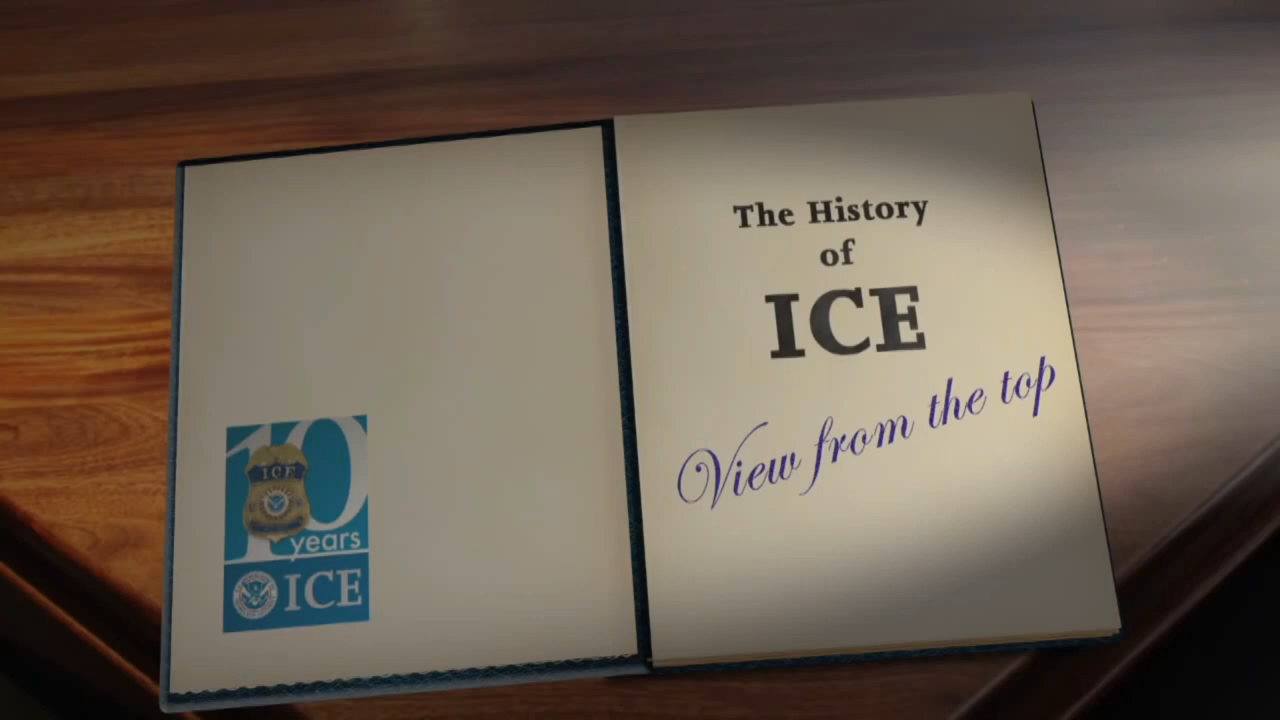 10
ICE
years
ICE
The History
of
ICE
View from the top